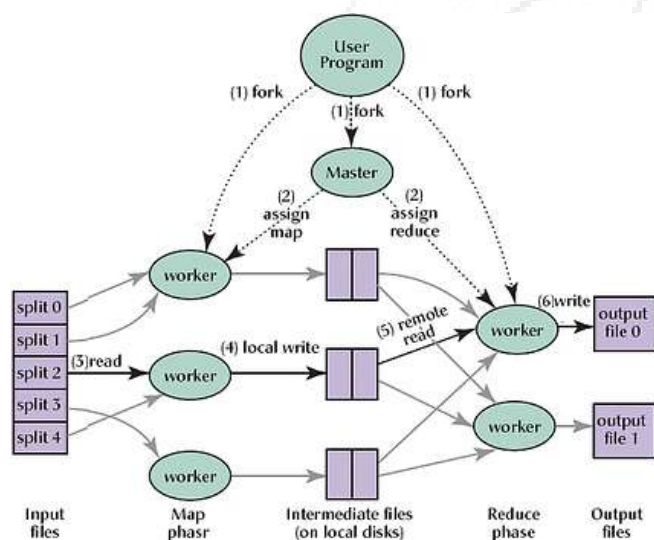 User
Program
(1) fork
(1) fork
(1) fork
Master
(2)
assign
map
(2)
assign
reduce
worker
split 0
split 1
split 2
split 3
split 4
(3)read
worker
(4) local write
(5) remote
read
worker
(6)write
output
file 0
worker
output
file 1
worker
Input
files
Map
phasr
Intermediate files
(on local disks)
Reduce
phase
Output
files